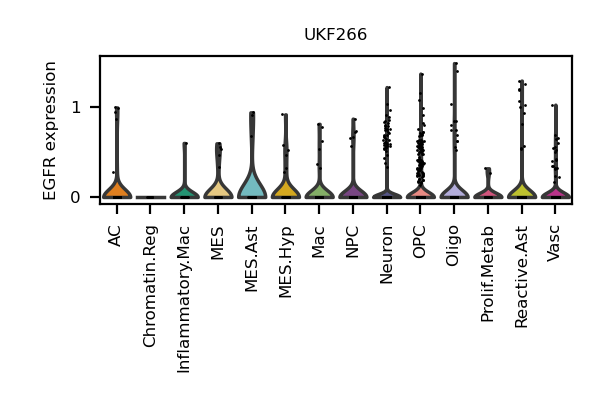 UKF266
EGFR expression
1
0
AC
Chromatin.Reg
Inflammatory.Mac
MES
MES.Ast
MES.Hyp
Mac
NPC
Neuron
OPC
Oligo
Prolif.Metab
Reactive.Ast
Vasc